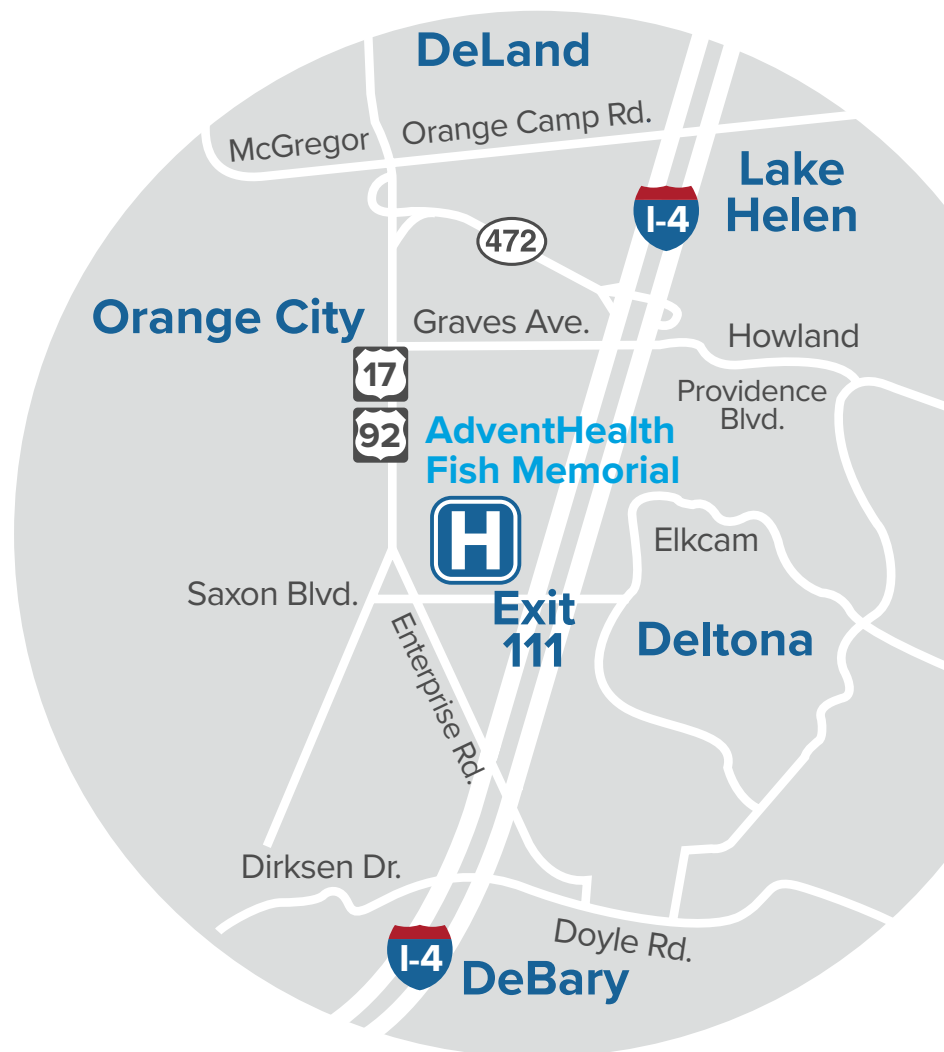 DeLand
McGregor
Orange Camp Rd.
Lake
Helen
I-4
472
Orange City
Graves Ave.
Howland
17
Providence
Blvd.
92
AdventHealth
Fish Memorial
H
Elkcam
Saxon Blvd.
Exit
111
Deltona
Enterprise Rd.
Dirksen Dr.
Doyle Rd.
I-4
DeBary